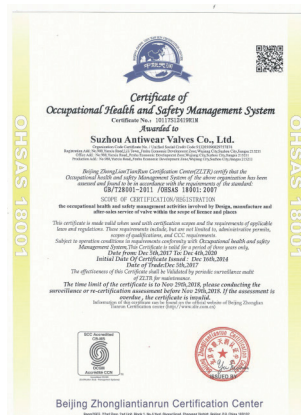 Certificate of
Occupational Health and Safety Management System
Certificate No.: 10117S12419E18
Awarded to
Suzhou Antiwear Valves Co., Ltd.
Beijing ZhongLianTianRun Certification Center(ZLTR) certify that the
Occupational health and safety Management System of the above organization has been
assessed and found to be in accordance with the requirements of the standard:
GB/T28001-2011 /OHSAS 18001:2007
SCOPE OF CERTIFICATION/REGISTRATION
the occupational health and safety management activities involved by Design, manufacture and
after-sales service of valve within the scope of licence and places
This certificate is made valid when used with certification scopes and the requirements of applicable
laws and regulations. These requirements include, but are not limited to, administrative permits,
scopes of qualifications, and CCC requirements.
Subject to operation conditions in requirements conformity with Occupational health and safety
Management System, This Certificate is valid for a period of three years only,
Date from: Dec 5th,2017 To: Dec 4th,2020
Initial Date Of Certificate Issued : Dec 16th,2014
Date of Trade:Dec 5th,2017
The effectiveness of this Certificate shall be Validated by periodic surveillance audit
of ZLTR for maintenance.
The time limit of the certificate is to Nov 29th,2018, please conducting the
surveillance or re-certification assessment before Nov 29th,2018. If the assessment is
overdue , the certificate is invalid.
OHSAS 18001
OHSAS 18001
ISSUED BY:
Beijing Zhongliantianrun Certification Center